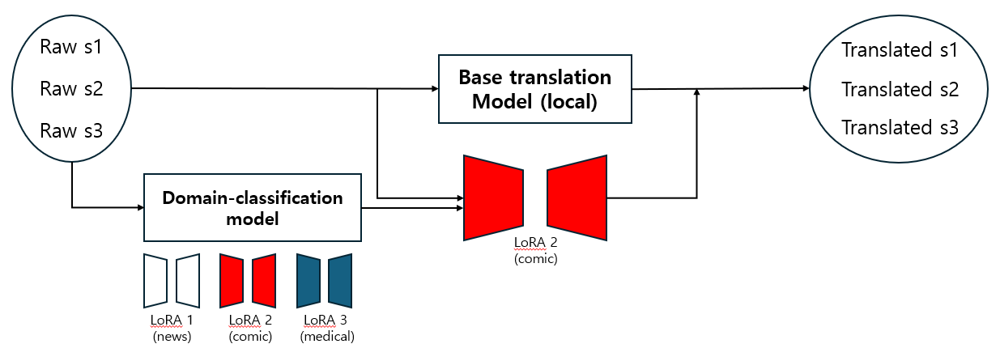 Raw s1
Raw s2
Raw s3
Base translation
Model (local)
Translated s1
Translated s2
Translated s3
Domain-classification
model
LoRA 2
(comic)
LoRA 1
(news)
LoRA 2
(comic)
LoRA 3
(medical)